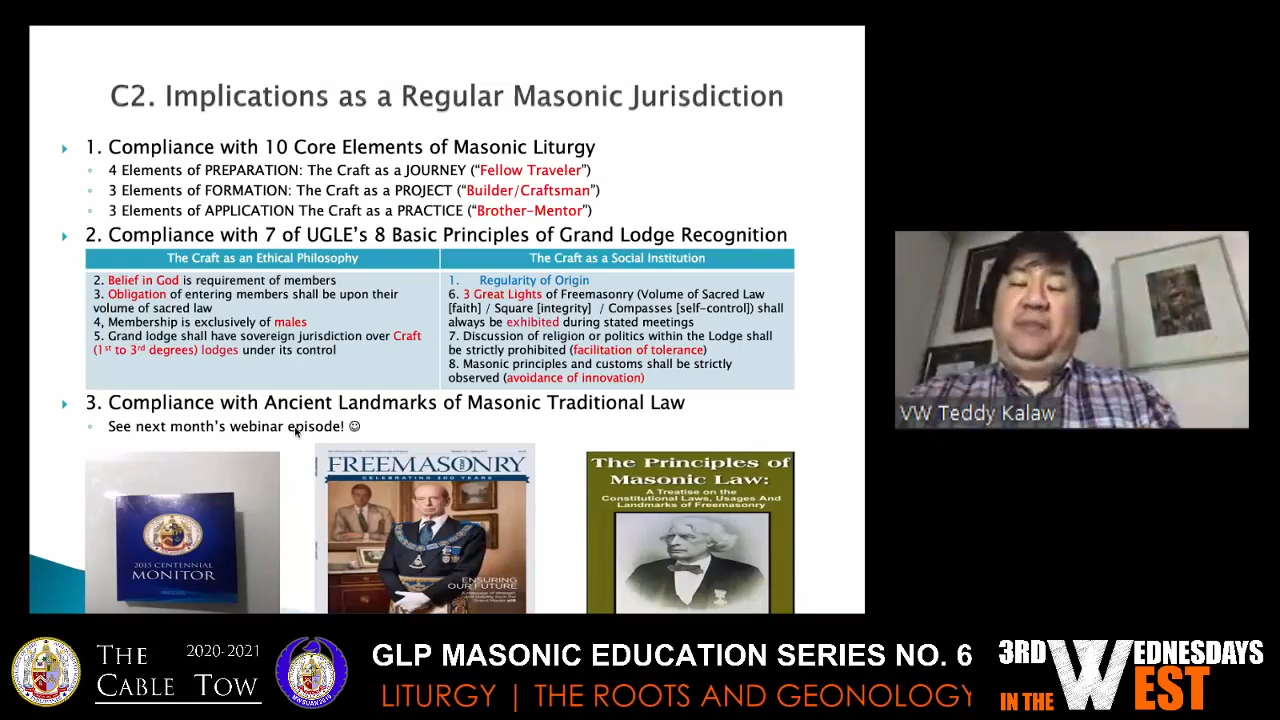 C2. Implications as a Regular Masonic Jurisdiction
1. Compliance with 10 Core Elements of Masonic Liturgy
4 Elements of PREPARATION: The Craft as a JOURNEY (“Fellow Traveler”)
3 Elements of FORMATION: The Craft as a PROJECT (“Builder/Craftsman”)
3 Elements of APPLICATION The Craft as a PRACTICE (“Brother-Mentor”)
2. Compliance with 7 of UGLE’s 8 Basic Principles of Grand Lodge Recognition
The Craft as an Ethical Philosophy
2. Belief in God is requirement of members
3. Obligation of entering members shall be upon their
volume of sacred law
4, Membership is exclusively of males
5. Grand lodge shall have sovereign jurisdiction over Craft
(1st to 3rd degrees) lodges under its control
The Craft as a Social Institution
1. Regularity of Origin
6. 3 Great Lights of Freemasonry (Volume of Sacred Law
[faith] / Square [integrity] / Compasses [self-control]) shall
always be exhibited during stated meetings
7. Discussion of religion or politics within the Lodge shall
be strictly prohibited (facilitation of tolerance)
8. Masonic principles and customs shall be strictly
observed (avoidance of innovation)
3. Compliance with Ancient Landmarks of Masonic Traditional Law
See next month’s webinar episode! ☺
2015 CENTENNIAL
MONITOR
FREEMASONRY
CELEBRATING 300 YEARS
ENSURING
OUR FUTURE
The Principles of
Masonic Law:
A Treatise on the
Constitutional Laws, Usages And
Landmarks of Freemasonry
VW Teddy Kalaw
THE
CABLE TOW
2020-2021
GLP MASONIC EDUCATION SERIES NO. 6
LITURGY | THE ROOTS AND GEONOLOGY
3RD WEDNESDAYS
IN THE WEST